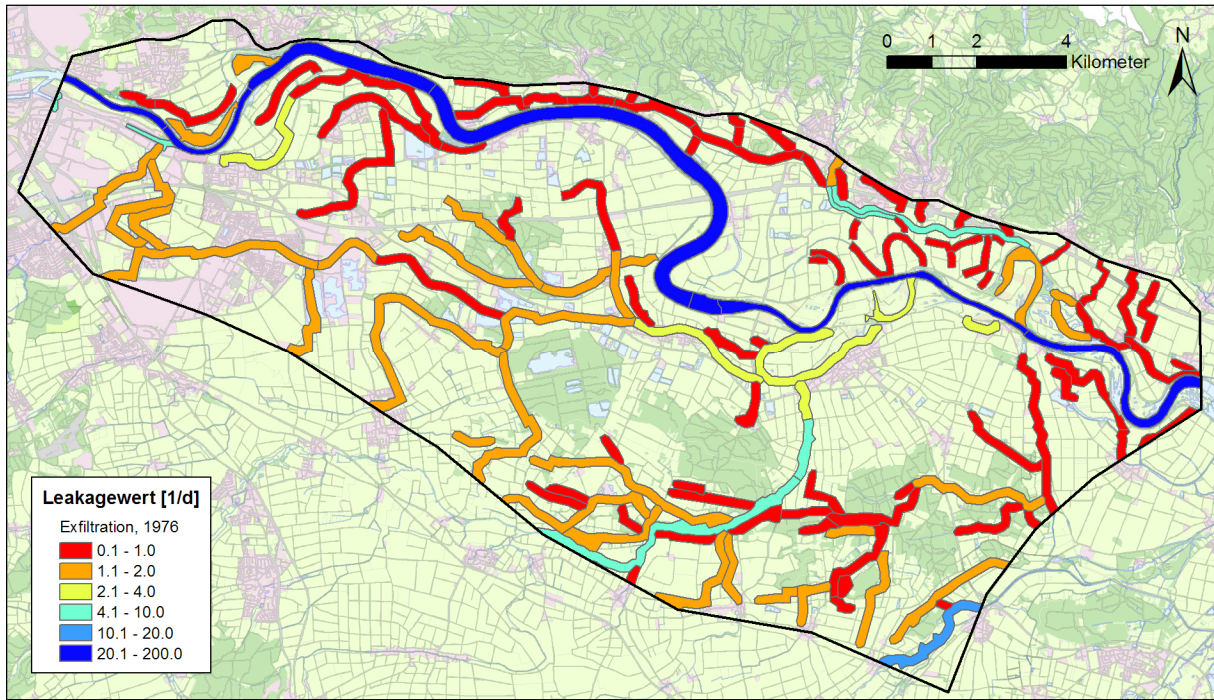 N
0 1 2 4
Kilometer
Leakagewert [1/d]
Exfiltration, 1976
0.1 - 1.0
1.1 - 2.0
2.1 - 4.0
4.1 - 10.0
10.1 - 20.0
20.1 - 200.0